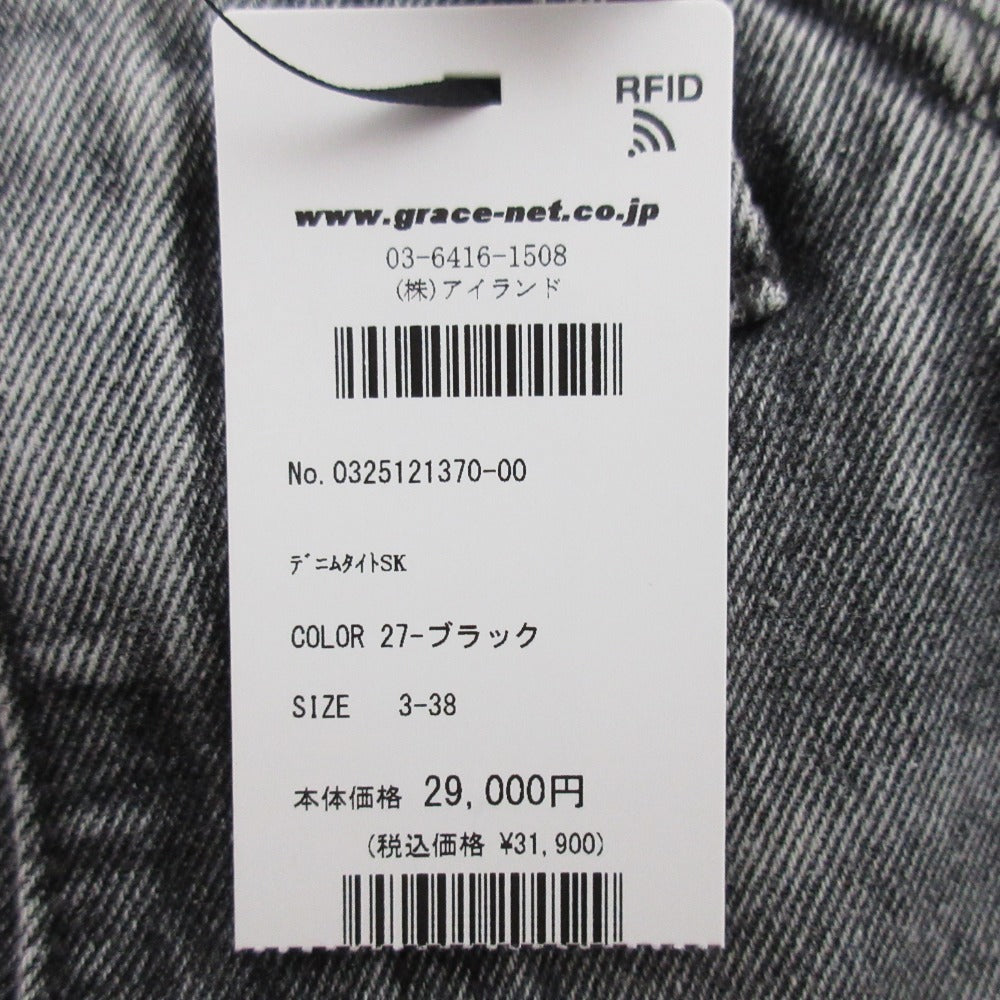 RFID
www.grace-net.co.jp
03-6416-1508
(株)アイランド
No. 0325121370-00
ﾃﾞﾆﾑﾀｲﾄSK
COLOR 27-ブラック
SIZE 3-38
本体価格 29,000円
(税込価格 ¥31,900)